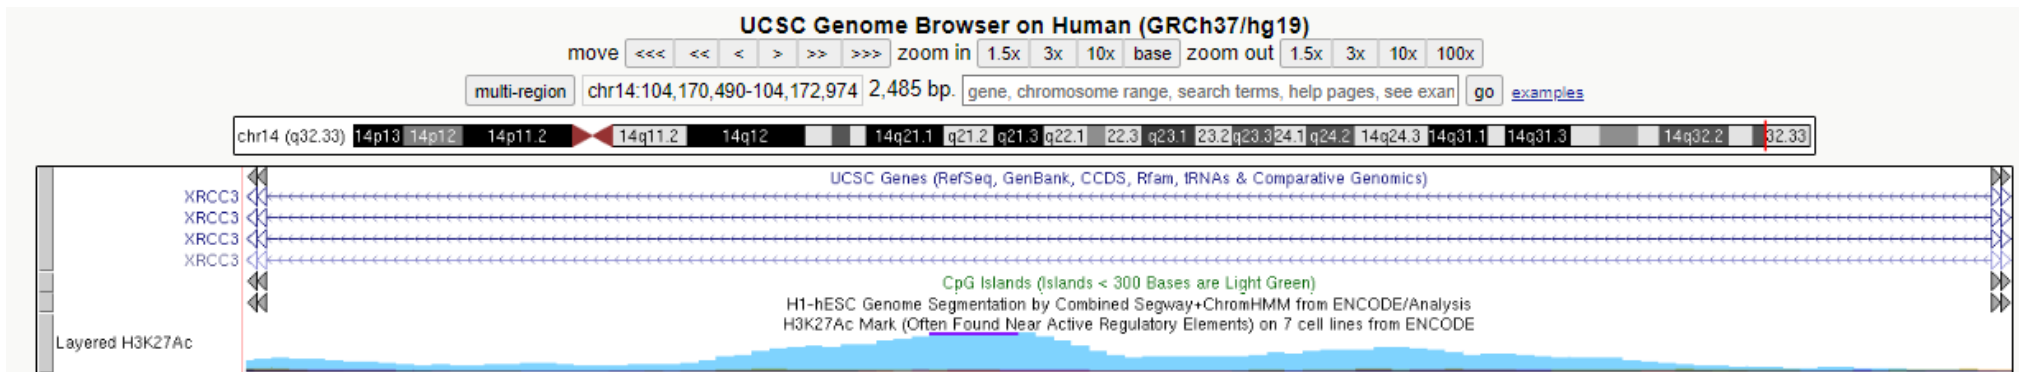 UCSC Genome Browser on Human (GRCh37/hg19)
move <<< << < > >> >>> zoom in 1.5x 3x 10x base zoom out 1.5x 3x 10x 100x
multi-region chr14:104,170,490-104,172,974 2,485 bp. gene, chromosome range, search terms, help pages, see exan go examples
chr14 (q32.33) 14p13 14p12 14p11.2 14q11.2 14q12 14q21.1 q21.2 q21.3 q22.1 22.3 q23.1 23.2 q23.3 24.1 q24.2 14q24.3 14q31.1 14q31.3 14q32.2 32.33
UCSC Genes (RefSeq, GenBank, CCDS, Rfam, tRNAs & Comparative Genomics)
XRCC3
XRCC3
XRCC3
XRCC3
CpG Islands (Islands < 300 Bases are Light Green)
H1-hESC Genome Segmentation by Combined Segway+ChromHMM from ENCODE/Analysis
H3K27Ac Mark (Often Found Near Active Regulatory Elements) on 7 cell lines from ENCODE
Layered H3K27Ac